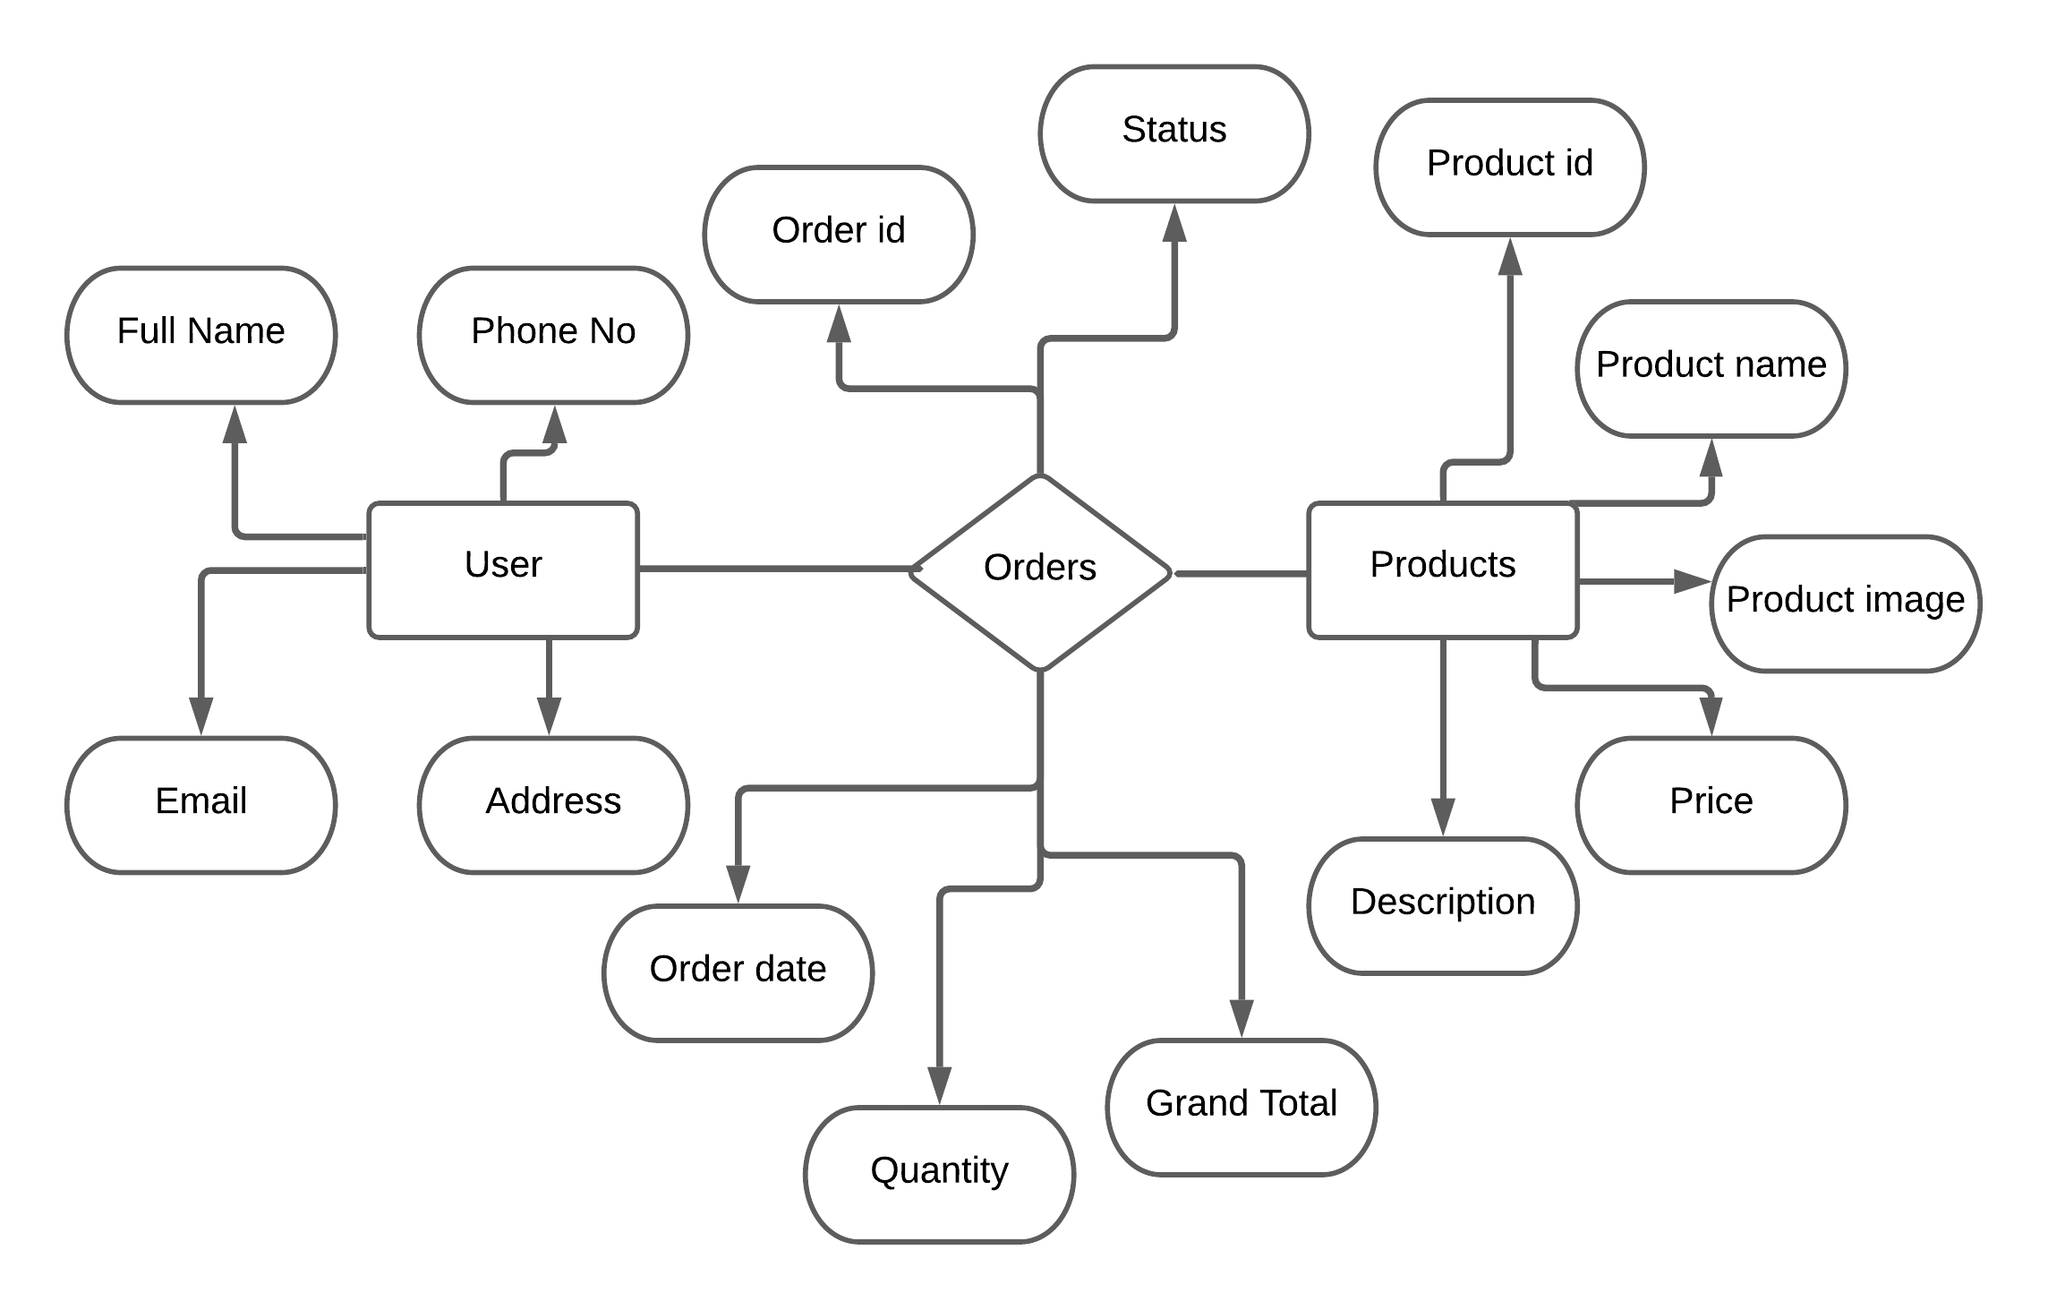 Status
Product id
Order id
Full Name
Phone No
Product name
User
Orders
Products
Product image
Email
Address
Price
Description
Order date
Grand Total
Quantity